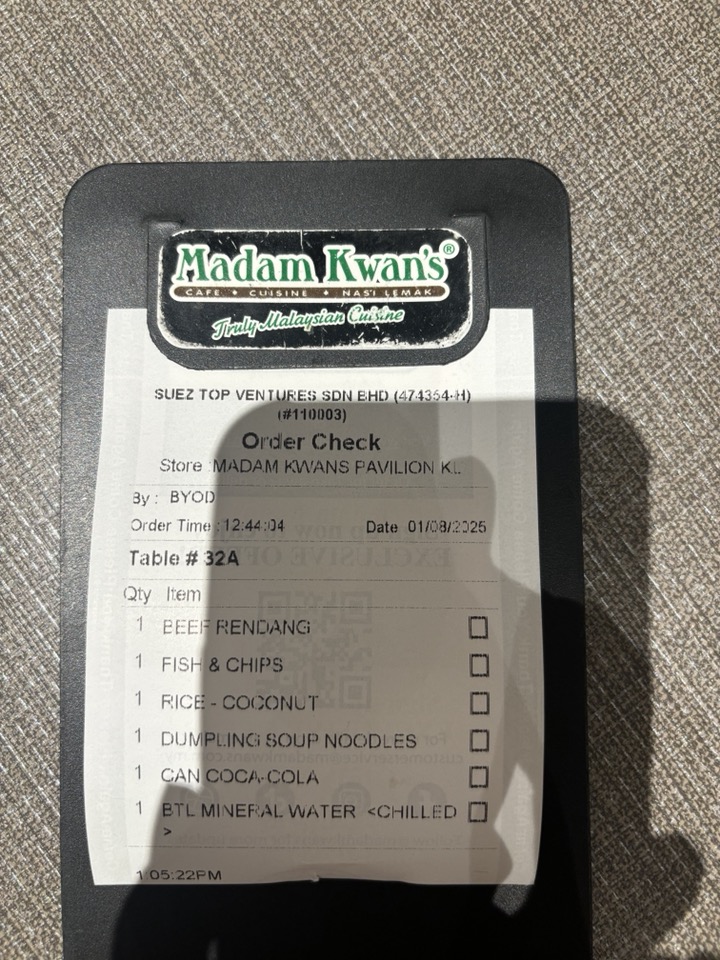 Madam Kwan's®
CAFE • CUISINE • NASI LEMAK
Truly Malaysian Cuisine
SUEZ TOP VENTURES SDN BHD (474354-H)
(#110003)
Order Check
Store :MADAM KWANS PAVILION KL
By : BYOD
Order Time : 12:44:04 Date 01/08/2025
Table # 32A
Qty Item
1 BEEF RENDANG
1 FISH & CHIPS
1 RICE - COCONUT
1 DUMPLING SOUP NOODLES
1 CAN COCA-COLA
1 BTL MINERAL WATER <CHILLED
>
1:05:22PM